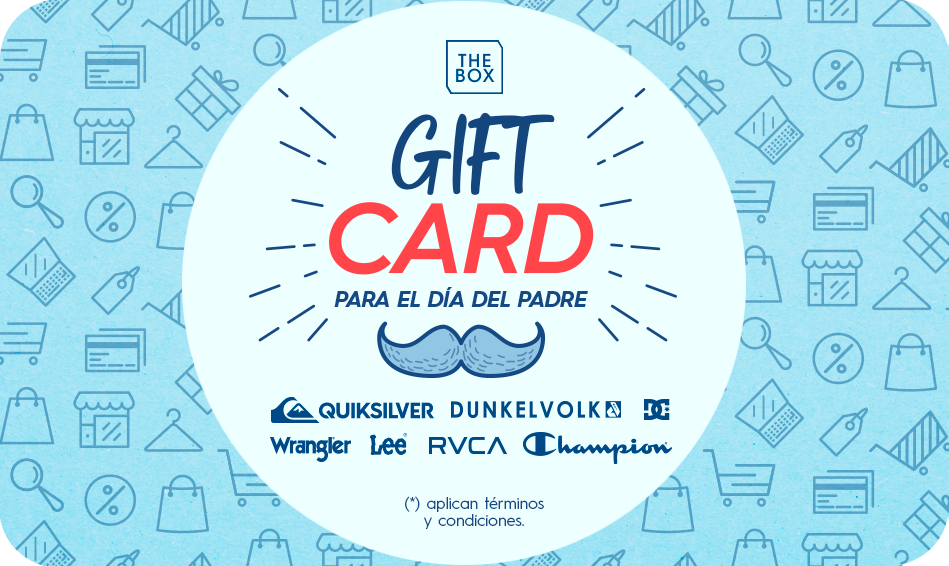 THE
BOX
GIFT
CARD
PARA EL DÍA DEL PADRE
QUIKSILVER DUNKELVOLK DC
Wrangler Lee® RVCA Champion
(*) aplican términos
y condiciones.